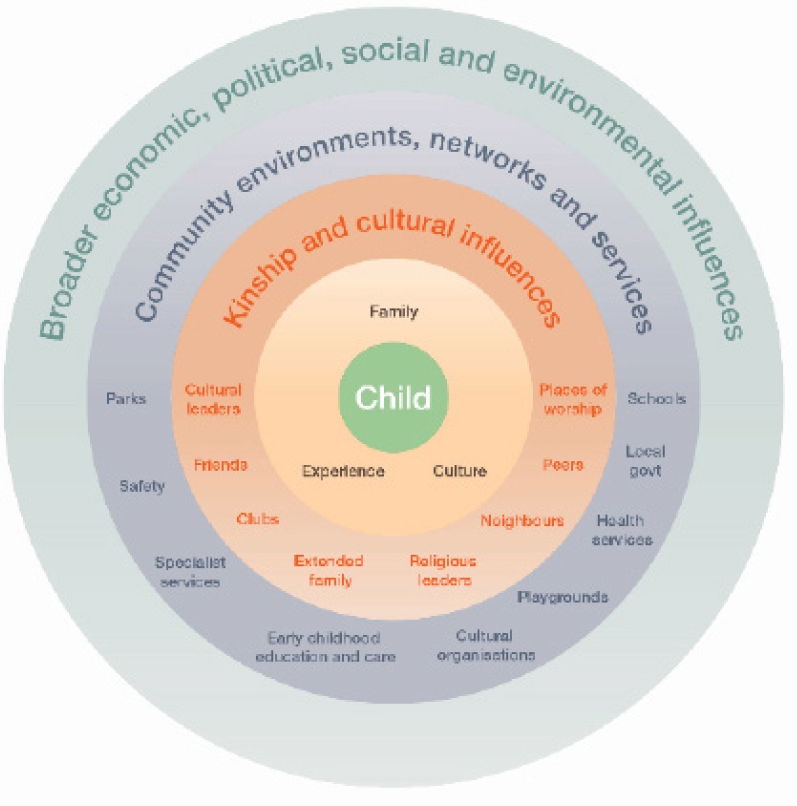 Broader economic, political, social and environmental influences
Community environments, networks and services
Kinship and cultural influences
Family
Child
Experience
Culture
Cultural
leaders
Friends
Clubs
Extended
family
Religious
leaders
Neighbours
Peers
Places of
worship
Parks
Safety
Specialist
services
Early childhood
education and care
Cultural
organisations
Playgrounds
Health
services
Local
govt
Schools